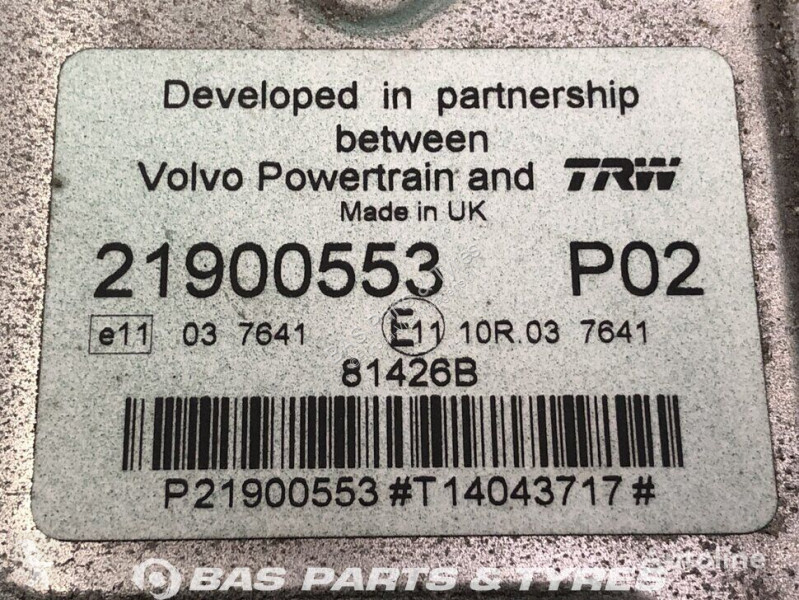 Developed in partnership
between
Volvo Powertrain and TRW
Made in UK
21900553 P02
e11 03 7641 E11 10R.03 7641
81426B
P21900553#T14043717#
BAS PARTS & TYRES